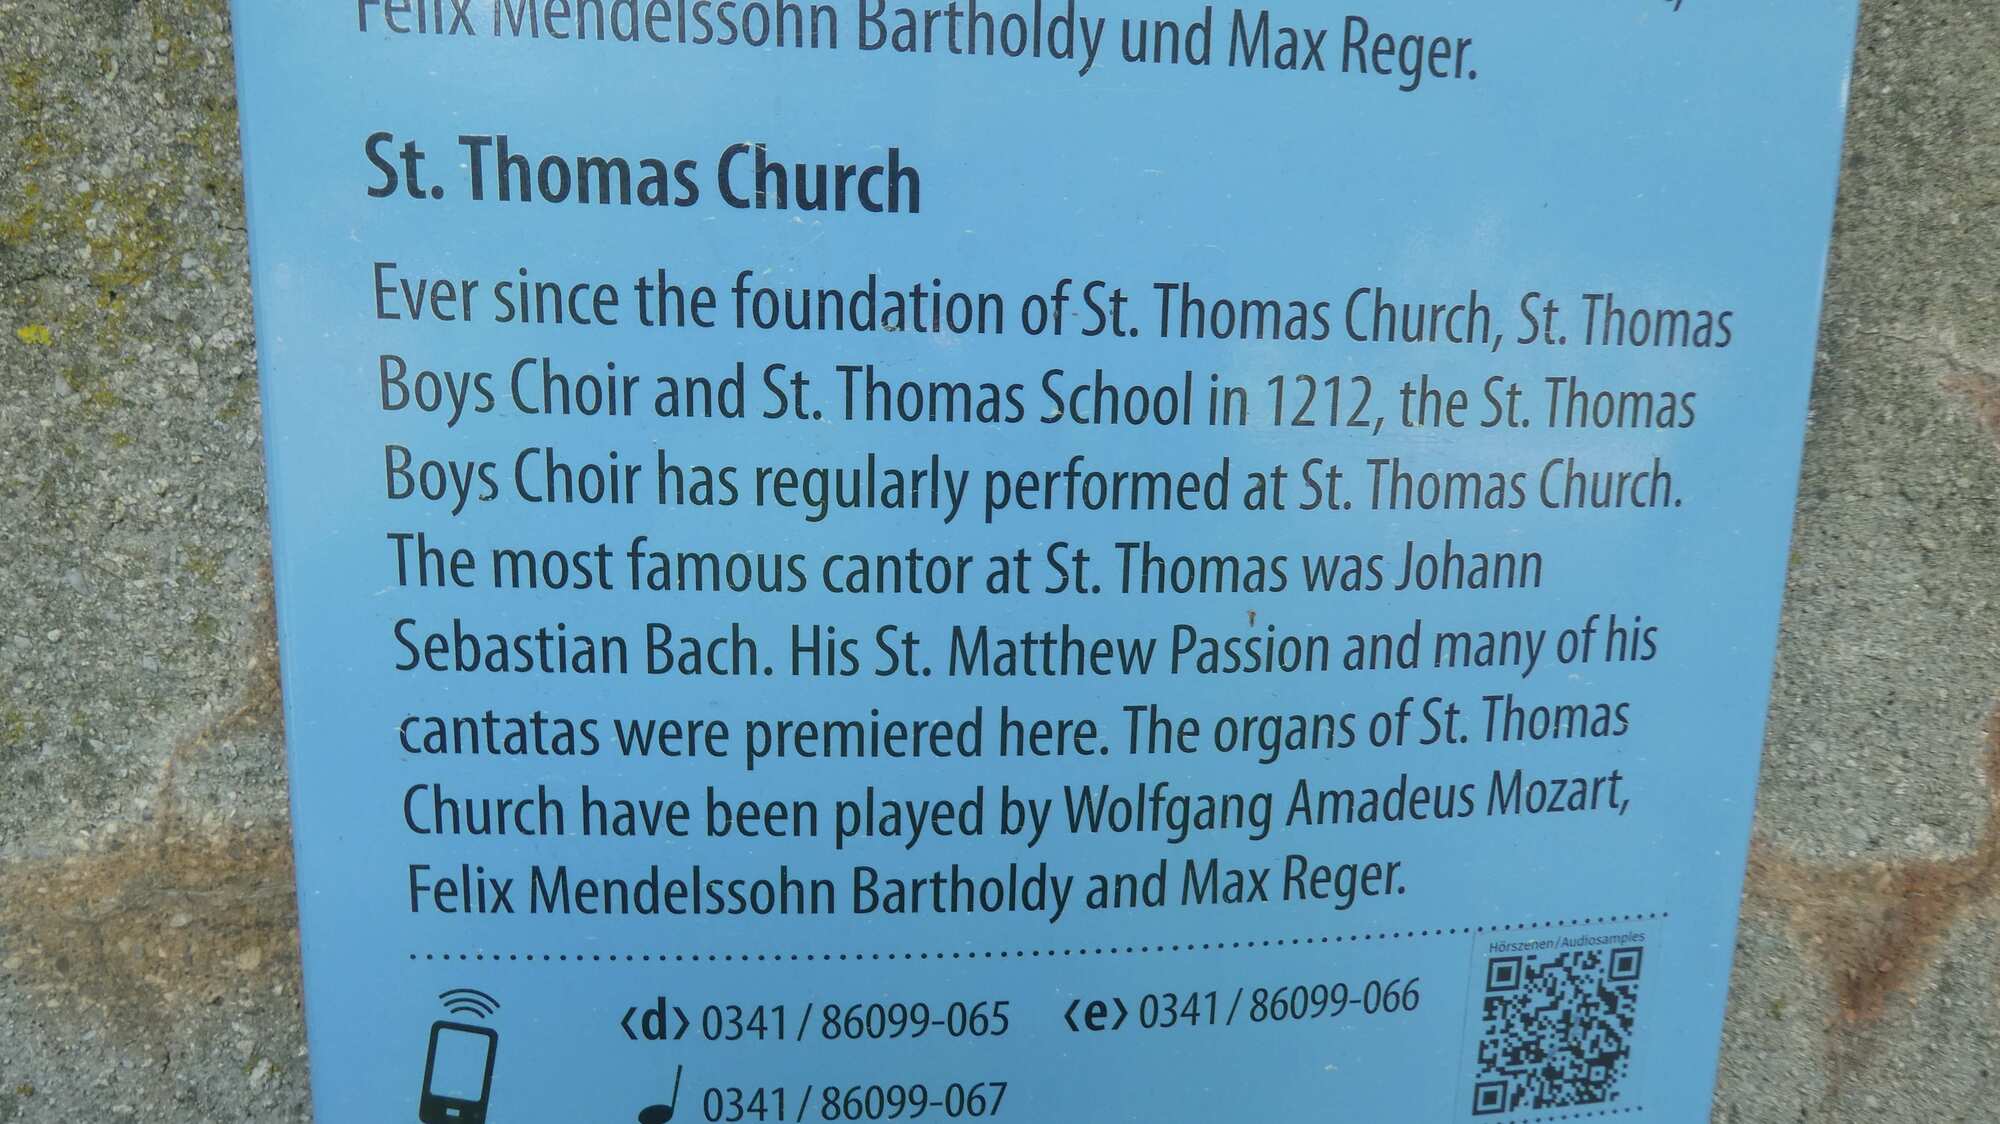 Felix Mendelssohn Bartholdy und Max Reger.
St. Thomas Church
Ever since the foundation of St. Thomas Church, St. Thomas
Boys Choir and St. Thomas School in 1212, the St. Thomas
Boys Choir has regularly performed at St. Thomas Church.
The most famous cantor at St. Thomas was Johann
Sebastian Bach. His St. Matthew Passion and many of his
cantatas were premiered here. The organs of St. Thomas
Church have been played by Wolfgang Amadeus Mozart,
Felix Mendelssohn Bartholdy and Max Reger.
Hörszenen/Audiosamples
<d> 0341/86099-065 <e> 0341/86099-066
0341/86099-067